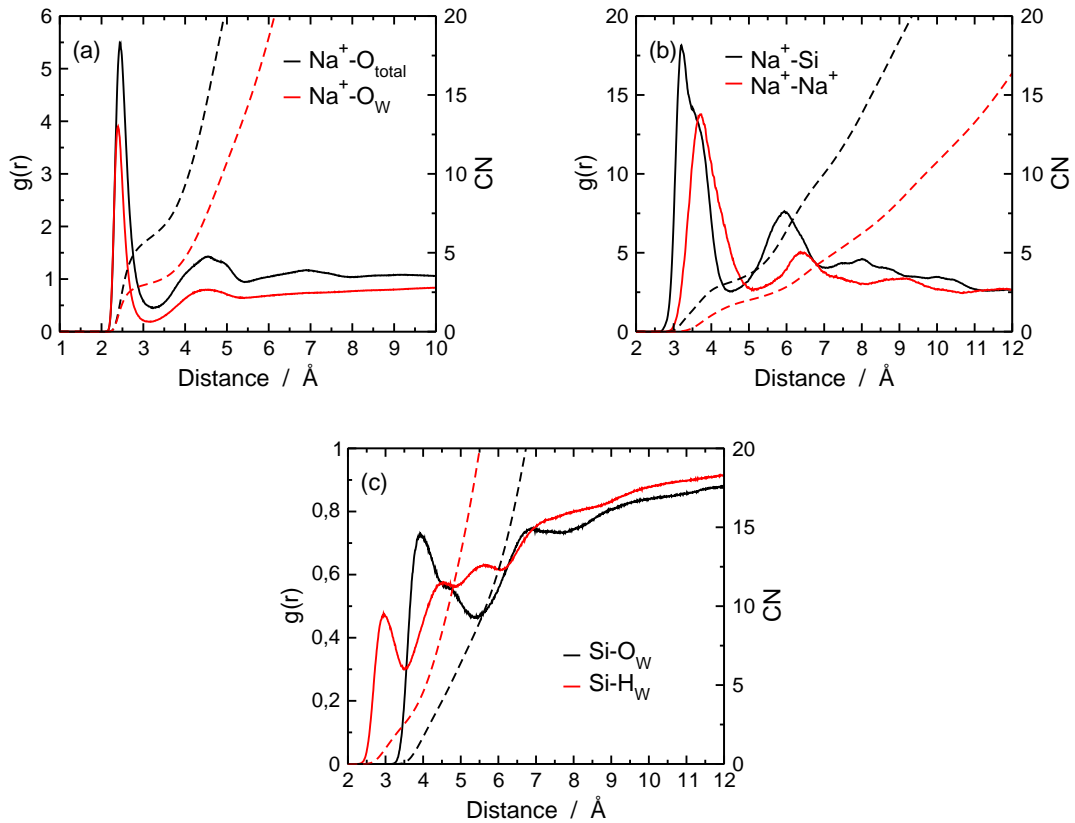 (a)
Na⁺-O_total
Na⁺-O_W
g(r)
CN
0 1 2 3 4 5 6
0 5 10 15 20
1 2 3 4 5 6 7 8 9 10
Distance / Å
(b)
Na⁺-Si
Na⁺-Na⁺
g(r)
CN
0 5 10 15 20
0 5 10 15 20
2 3 4 5 6 7 8 9 10 11 12
Distance / Å
(c)
Si-O_W
Si-H_W
g(r)
CN
0 0,2 0,4 0,6 0,8 1
0 5 10 15 20
2 3 4 5 6 7 8 9 10 11 12
Distance / Å